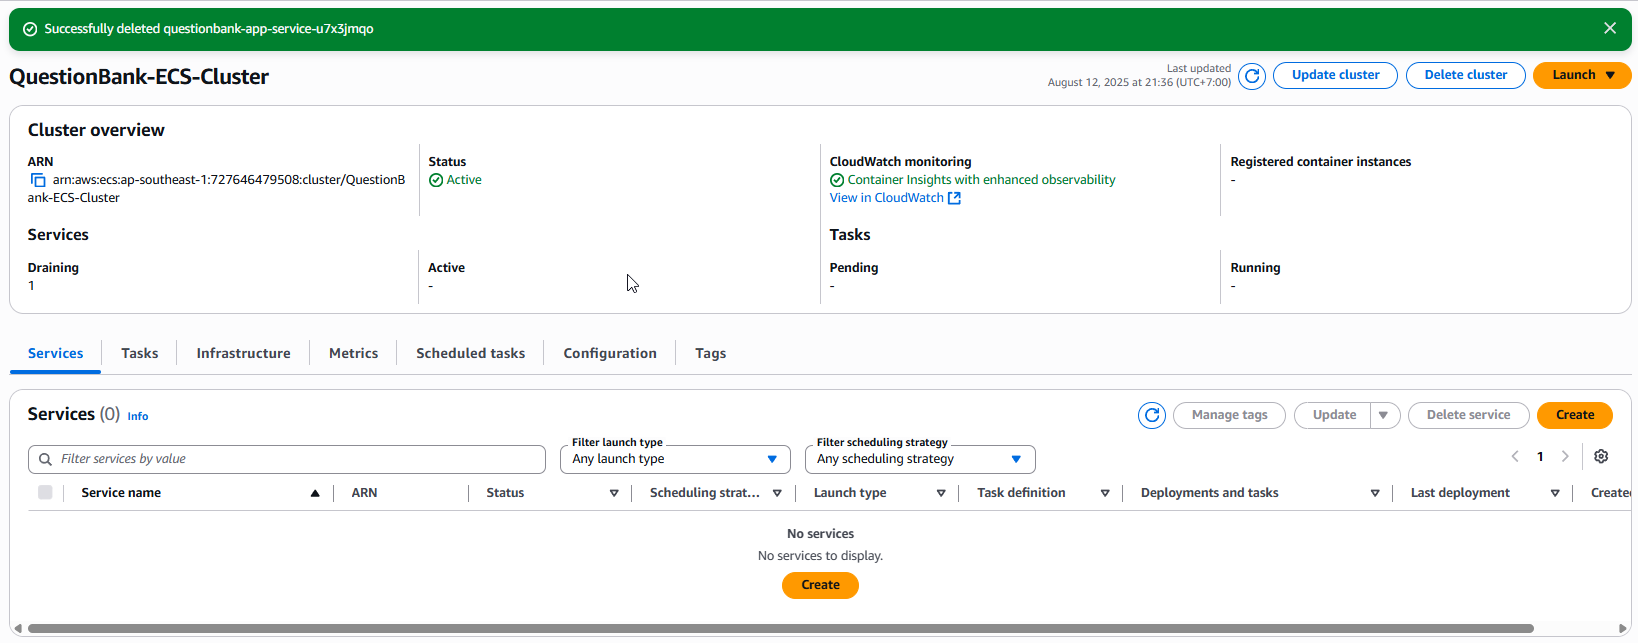 Successfully deleted questionbank-app-service-u7x3jmqo
QuestionBank-ECS-Cluster
Last updated
August 12, 2025 at 21:36 (UTC+7:00)
Update cluster
Delete cluster
Launch
Cluster overview
ARN
arn:aws:ecs:ap-southeast-1:727646479508:cluster/QuestionB
ank-ECS-Cluster
Status
Active
CloudWatch monitoring
Container Insights with enhanced observability
View in CloudWatch
Registered container instances
-
Services
Draining
1
Active
-
Tasks
Pending
-
Running
-
Services
Tasks
Infrastructure
Metrics
Scheduled tasks
Configuration
Tags
Services (0) Info
Manage tags
Update
Delete service
Create
Filter services by value
Filter launch type
Any launch type
Filter scheduling strategy
Any scheduling strategy
1
Service name
ARN
Status
Scheduling strat...
Launch type
Task definition
Deployments and tasks
Last deployment
Create
No services
No services to display.
Create